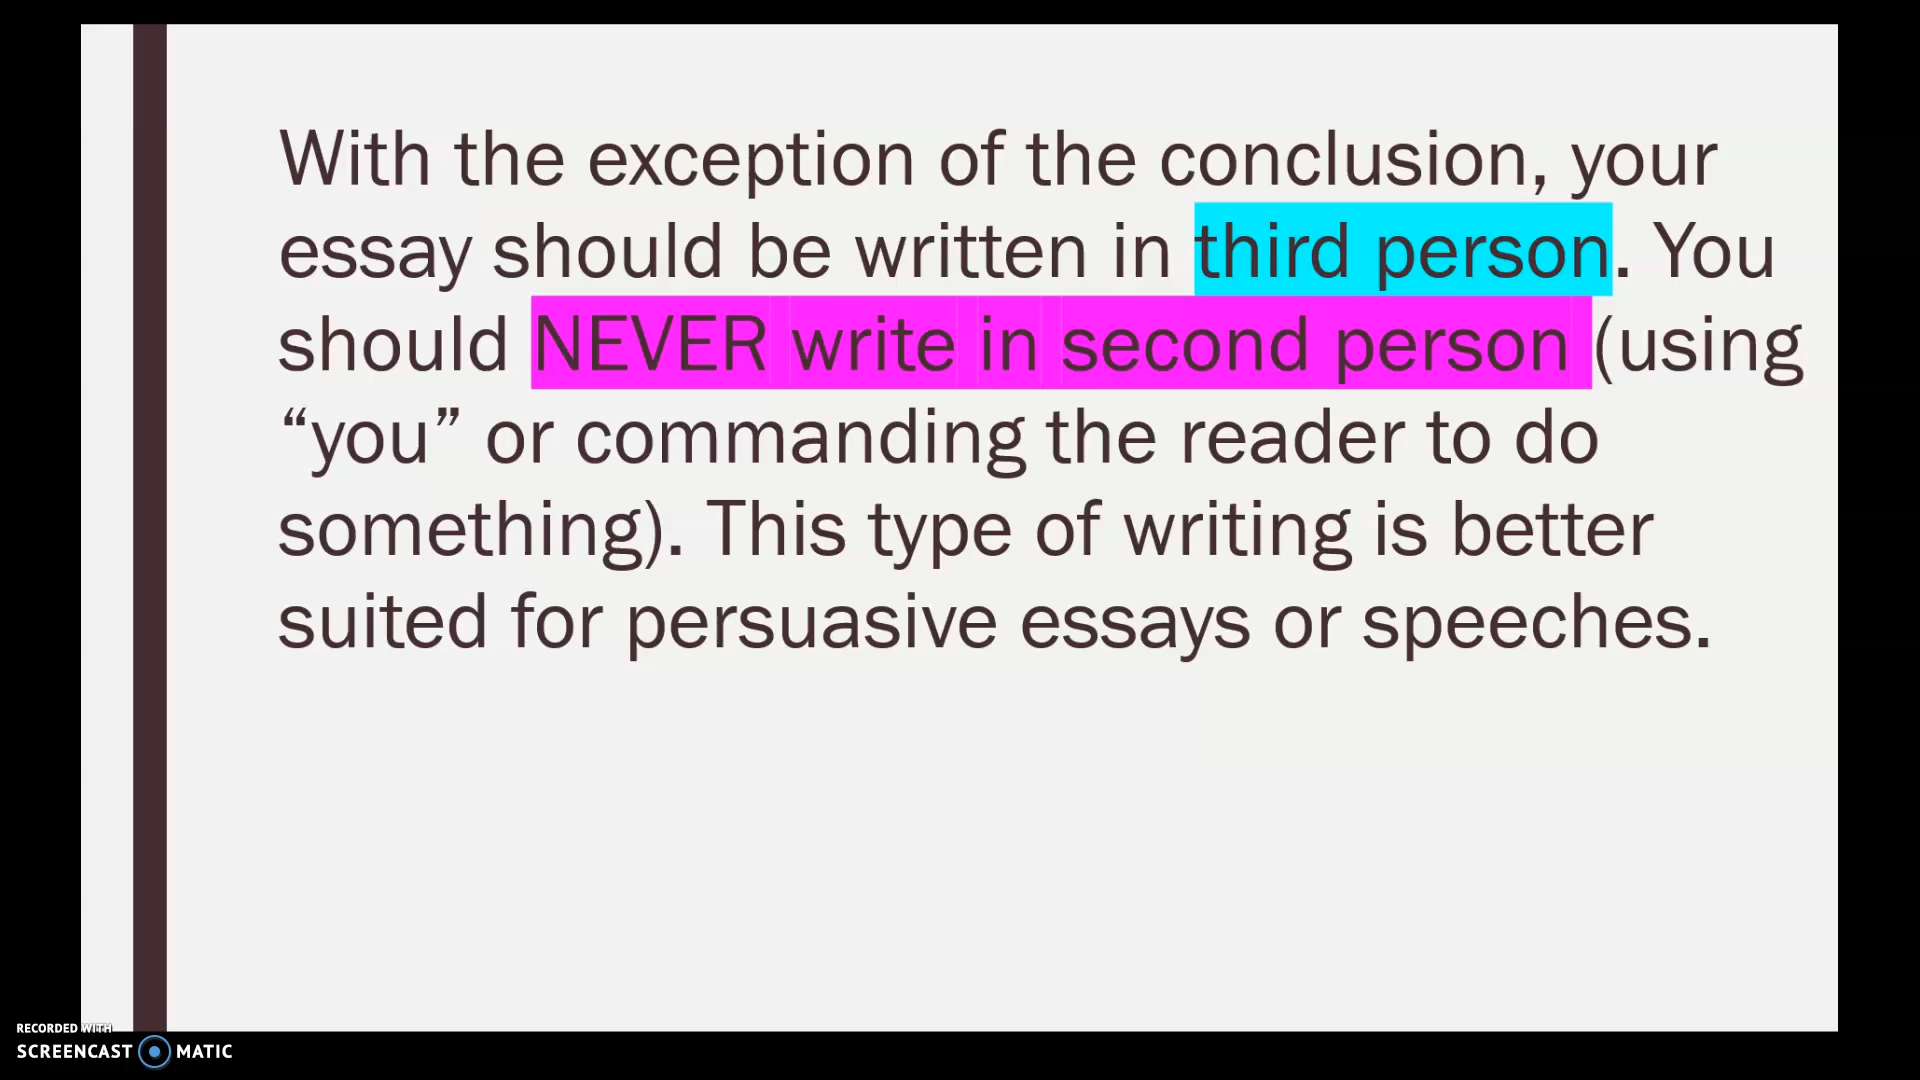 With the exception of the conclusion, your
essay should be written in third person. You
should NEVER write in second person (using
“you” or commanding the reader to do
something). This type of writing is better
suited for persuasive essays or speeches.
RECORDED WITH
SCREENCAST MATIC